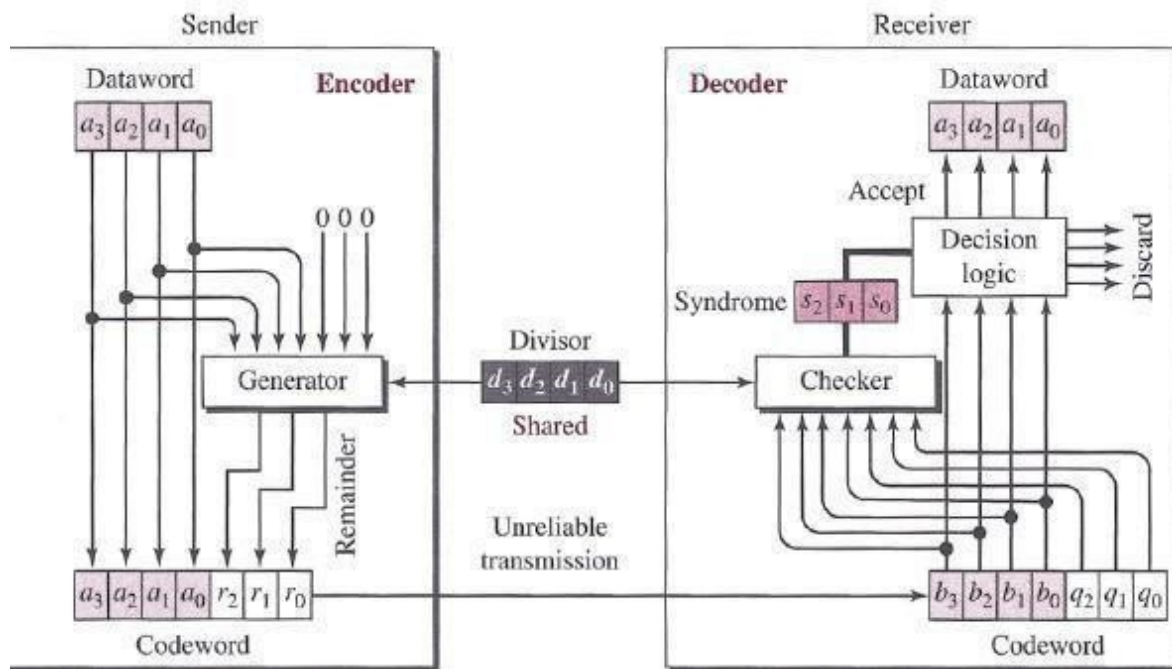 Sender
Receiver
Dataword
Encoder
Decoder
Dataword
a3 a2 a1 a0
a3 a2 a1 a0
Accept
0 0 0
Decision
logic
Discard
Syndrome
s2 s1 s0
Divisor
Generator
d3 d2 d1 d0
Checker
Shared
Remainder
Unreliable
transmission
a3 a2 a1 a0 r2 r1 r0
b3 b2 b1 b0 q2 q1 q0
Codeword
Codeword